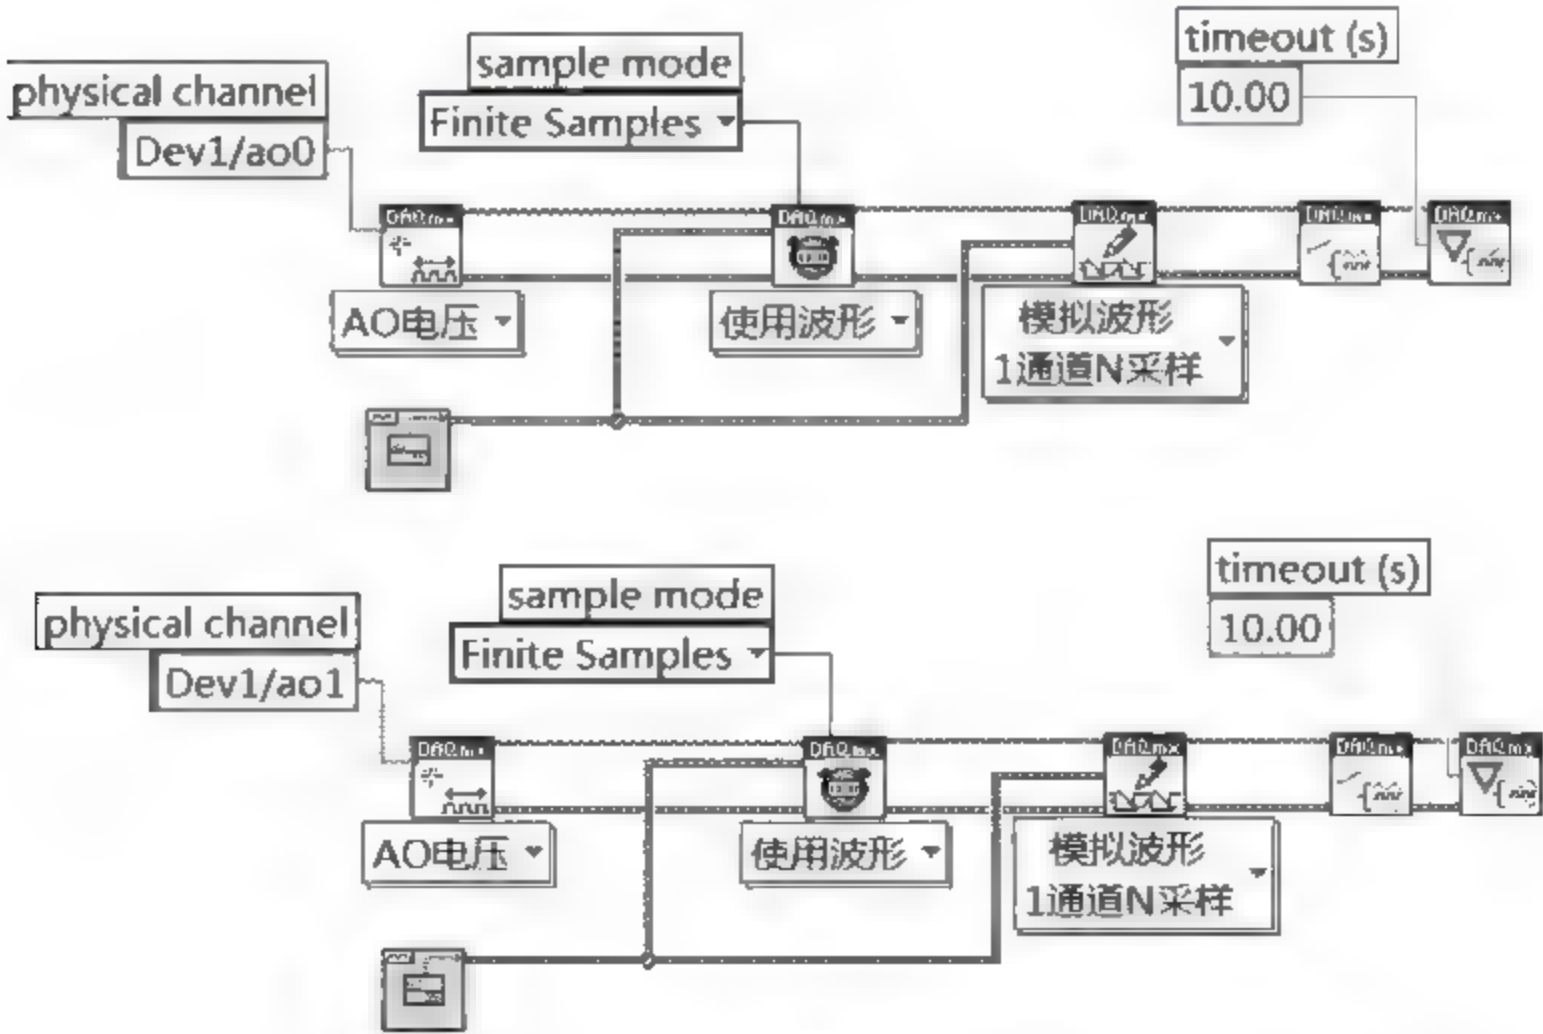 timeout (s)
sample mode
10.00
physical channel
Finite Samples
Dev1/ao0
DAQmx
DAQmx
DAQmx
DAQmx
DAQmx
AO电压
使用波形
模拟波形
1通道N采样
timeout (s)
sample mode
physical channel
10.00
Finite Samples
Dev1/ao1
DAQmx
DAQmx
DAQmx
DAQmx
DAQmx
AO电压
使用波形
模拟波形
1通道N采样